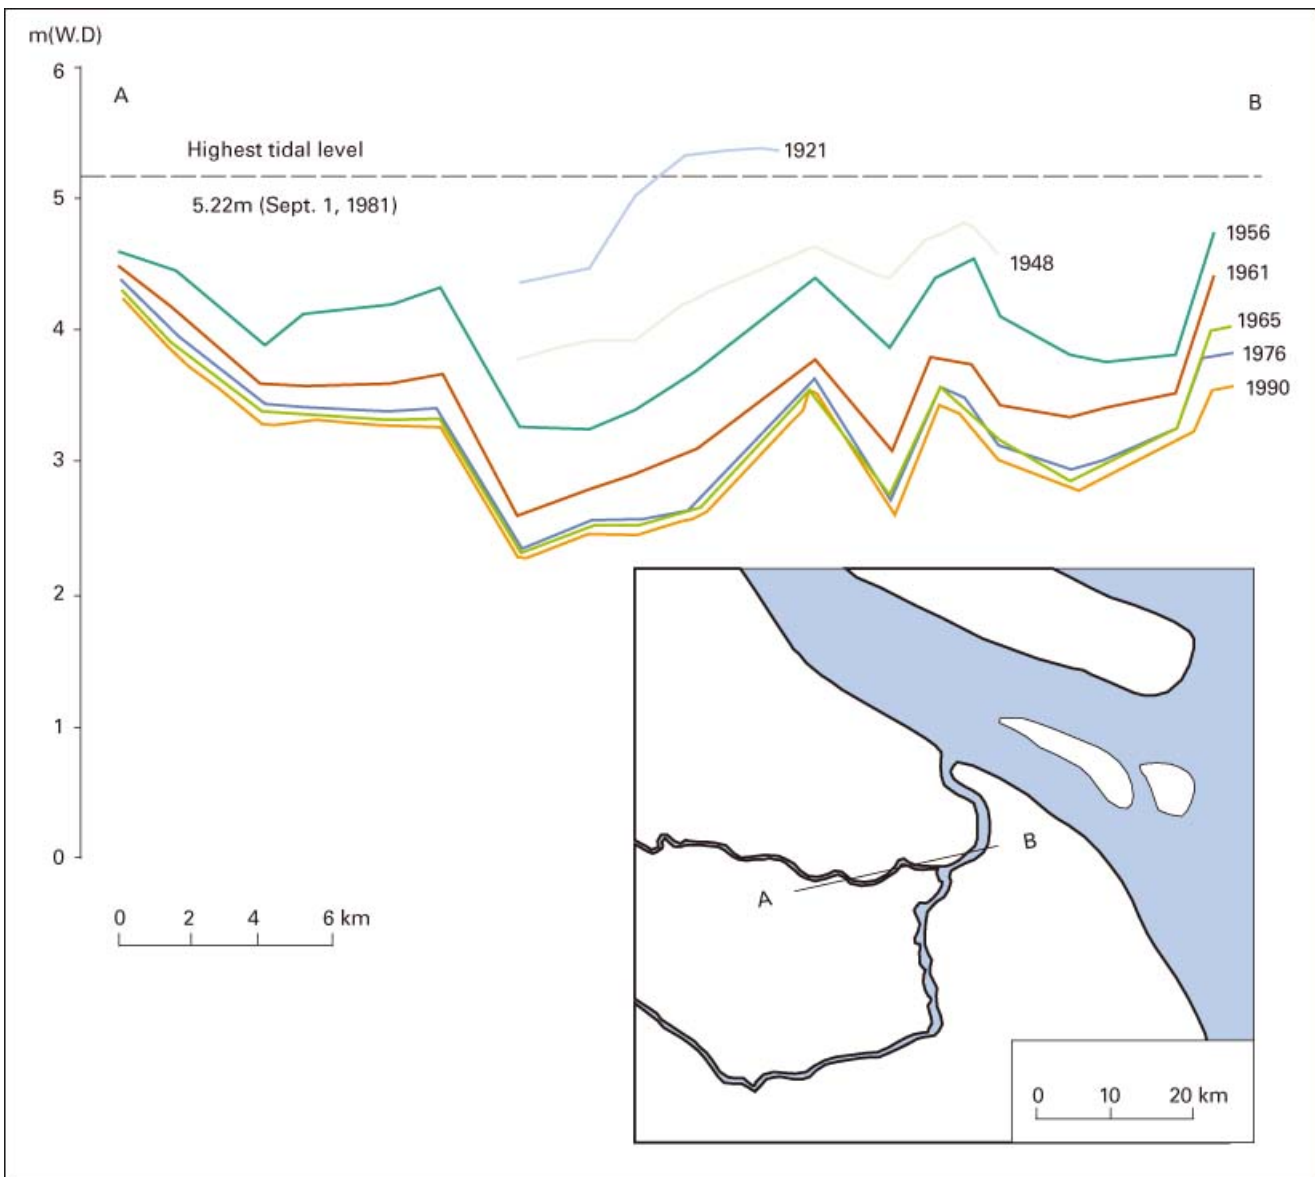 m(W.D)
6
A
B
Highest tidal level
1921
5
5.22m (Sept. 1, 1981)
1956
1948
1961
1965
4
1976
1990
3
2
1
0
B
A
0 2 4 6 km
0 10 20 km